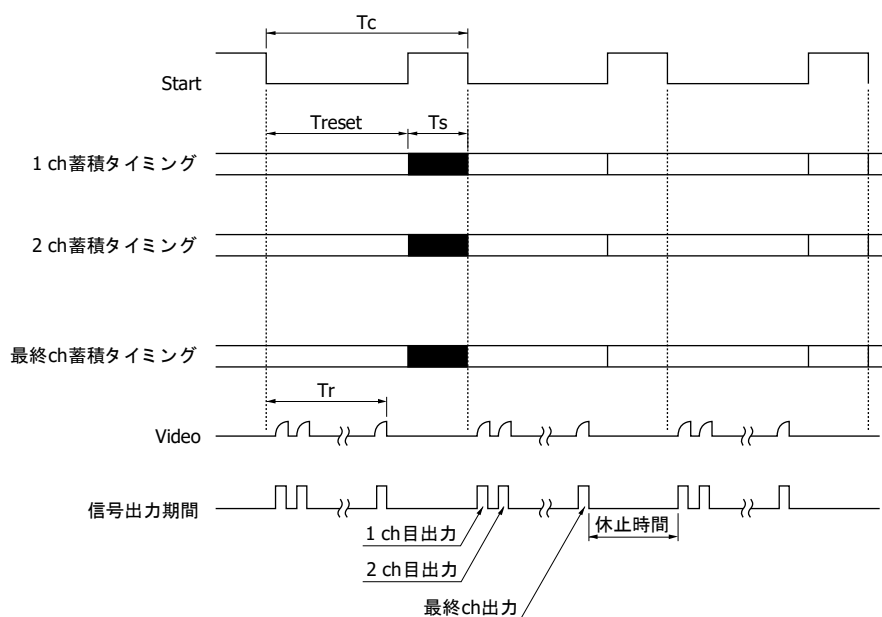 Tc
Start
Treset
Ts
1 ch蓄積タイミング
2 ch蓄積タイミング
最終ch蓄積タイミング
Tr
Video
信号出力期間
1 ch目出力
休止時間
2 ch目出力
最終ch出力